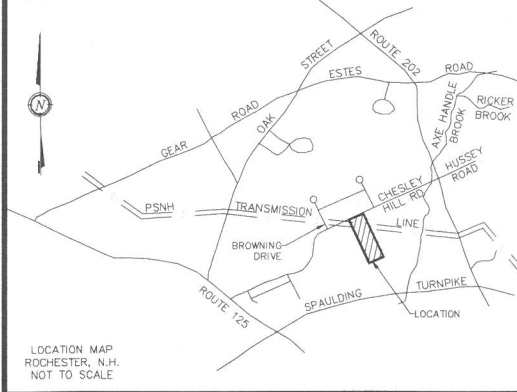 N
STREET
ROUTE 202
ESTES
ROAD
ROAD
OAK
GEAR
AXE HANDLE
BROOK
RICKER
BROOK
HUSSEY
ROAD
CHESLEY
HILL RD.
PSNH
TRANSMISSION
LINE
BROWNING
DRIVE
ROUTE 125
SPAULDING
TURNPIKE
LOCATION
LOCATION MAP
ROCHESTER, N.H.
NOT TO SCALE